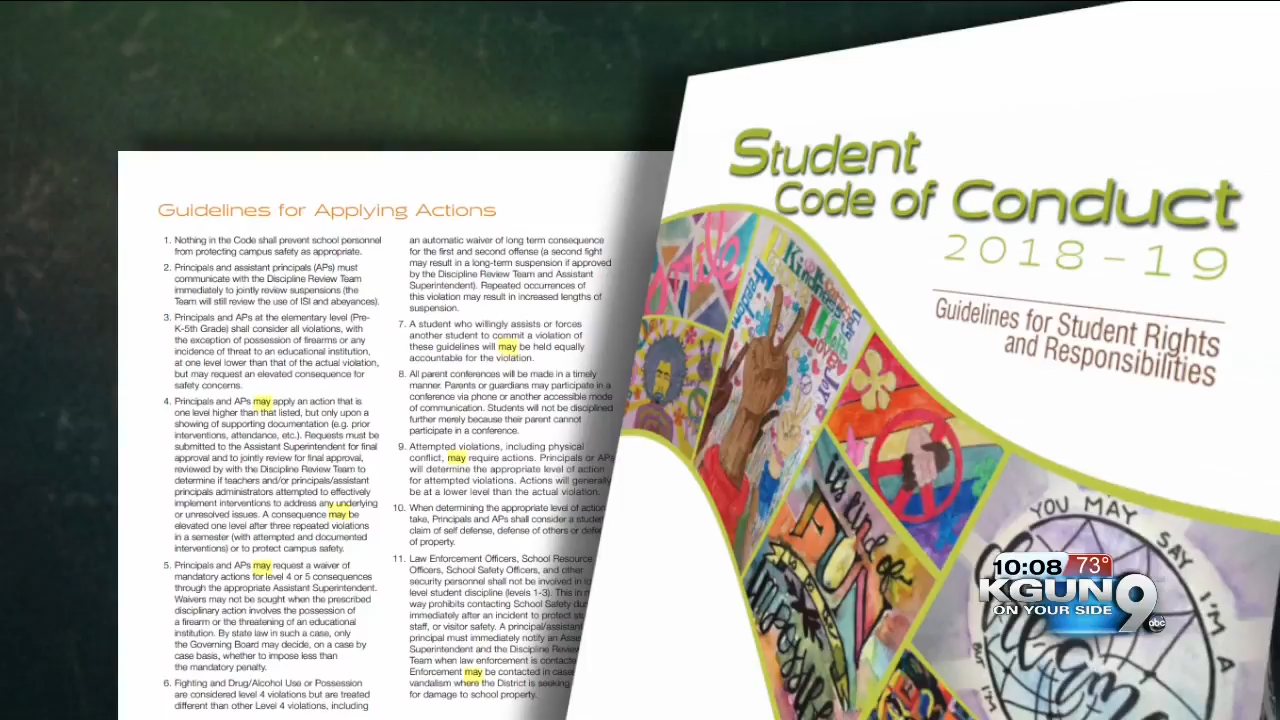 Guidelines for Applying Actions
1. Nothing in the Code shall prevent school personnel
from protecting campus safety as appropriate.
2. Principals and assistant principals (APs) must
communicate with the Discipline Review Team
immediately to jointly review suspensions (the
Team will still review the use of ISI and abeyances).
3. Principals and APs at the elementary level (Pre-
K-5th Grade) shall consider all violations, with
the exception of possession of firearms or any
incidence of threat to an educational institution,
at one level lower than that of the actual violation,
but may request an elevated consequence for
safety concerns.
4. Principals and APs may apply an action that is
one level higher than that listed, but only upon a
showing of supporting documentation (e.g. prior
interventions, attendance, etc.). Requests must be
submitted to the Assistant Superintendent for final
approval and to jointly review for final approval,
reviewed by with the Discipline Review Team to
determine if teachers and/or principals/assistant
principals administrators attempted to effectively
implement interventions to address any underlying
or unresolved issues. A consequence may be
elevated one level after three repeated violations
in a semester (with attempted and documented
interventions) or to protect campus safety.
5. Principals and APs may request a waiver of
mandatory actions for level 4 or 5 consequences
through the appropriate Assistant Superintendent.
Waivers may not be sought when the prescribed
disciplinary action involves the possession of
a firearm or the threatening of an educational
institution. By state law in such a case, only
the Governing Board may decide, on a case by
case basis, whether to impose less than
the mandatory penalty.
6. Fighting and Drug/Alcohol Use or Possession
are considered level 4 violations but are treated
different than other Level 4 violations, including
an automatic waiver of long term consequence
for the first and second offense (a second fight
may result in a long-term suspension if approved
by the Discipline Review Team and Assistant
Superintendent). Repeated occurrences of
this violation may result in increased lengths of
suspension.
7. A student who willingly assists or forces
another student to commit a violation of
these guidelines will may be held equally
accountable for the violation.
8. All parent conferences will be made in a timely
manner. Parents or guardians may participate in a
conference via phone or another accessible mode
of communication. Students will not be disciplined
further merely because their parent cannot
participate in a conference.
9. Attempted violations, including physical
conflict, may require actions. Principals or APs
will determine the appropriate level of action
for attempted violations. Actions will generally
be at a lower level than the actual violation.
10. When determining the appropriate level of action
take, Principals and APs shall consider a student
claim of self defense, defense of others or
of property.
11. Law Enforcement Officers, School Resource
Officers, School Safety Officers, and other
security personnel shall not be involved in
level student discipline (levels 1-3). This in
way prohibits contacting School Safety
immediately after an incident to protect
staff, or visitor safety. A principal/assistant
principal must immediately notify an
Superintendent and the Discipline Review
Team when law enforcement is
Enforcement may be contacted in
vandalism where the District is seeking
for damage to school property.
Student
Code of Conduct
2018-19
Guidelines for Student Rights
and Responsibilities
Freedom
Love
Joy
it's kind of
YOU MAY SAY I'M A
10:08 73°
KGUN 9
ON YOUR SIDE
abc